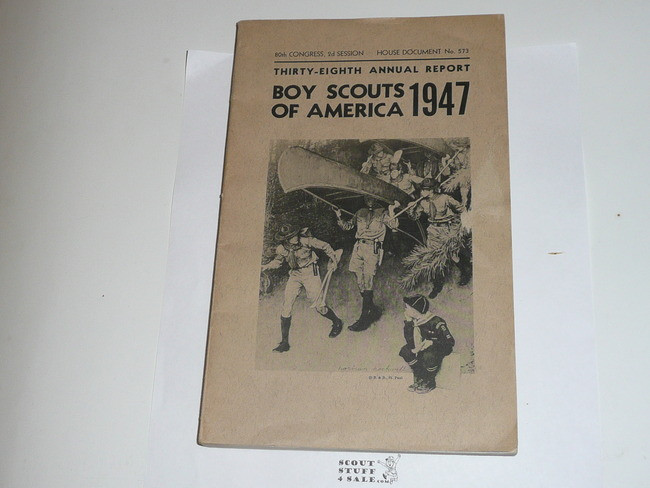 80th CONGRESS, 2d SESSION HOUSE DOCUMENT No. 573
THIRTY-EIGHTH ANNUAL REPORT
BOY SCOUTS
OF AMERICA 1947
SCOUT
STUFF
4 SALE.COM